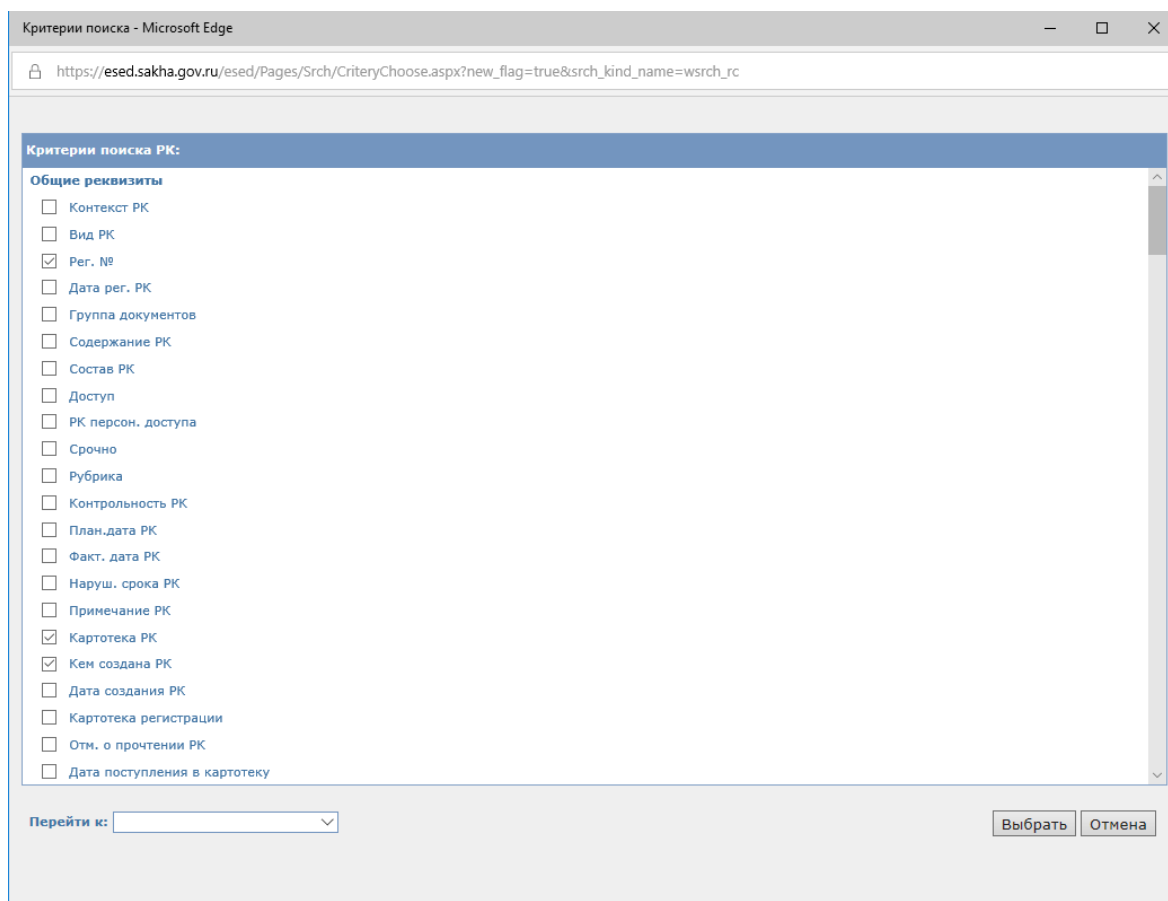 Критерии поиска - Microsoft Edge
https://esed.sakha.gov.ru/esed/Pages/Srch/CriteryChoose.aspx?new_flag=true&srch_kind_name=wsrch_rc
Критерии поиска РК:
Общие реквизиты
Контекст РК
Вид РК
Рег. №
Дата рег. РК
Группа документов
Содержание РК
Состав РК
Доступ
РК персон. доступа
Срочно
Рубрика
Контрольность РК
План.дата РК
Факт. дата РК
Наруш. срока РК
Примечание РК
Картотека РК
Кем создана РК
Дата создания РК
Картотека регистрации
Отм. о прочтении РК
Дата поступления в картотеку
Перейти к:
Выбрать Отмена